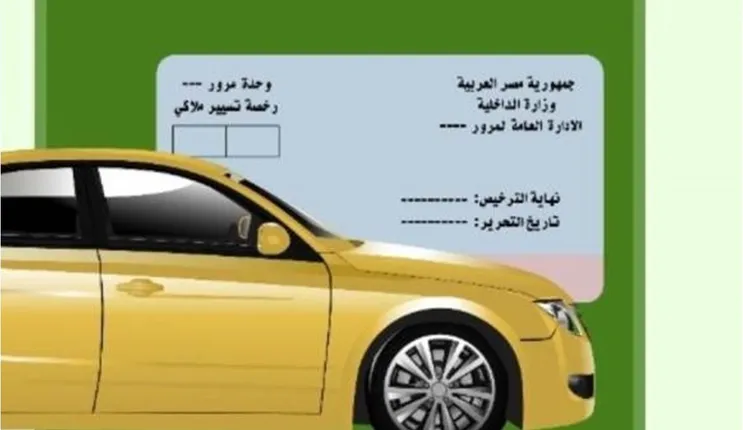 جمهورية مصر العربية
وزارة الداخلية
الادارة العامة لمرور ----
وحدة مرور ---
رخصة تسيير ملاكي
نهاية الترخيص: ----------
تاريخ التحرير: ----------